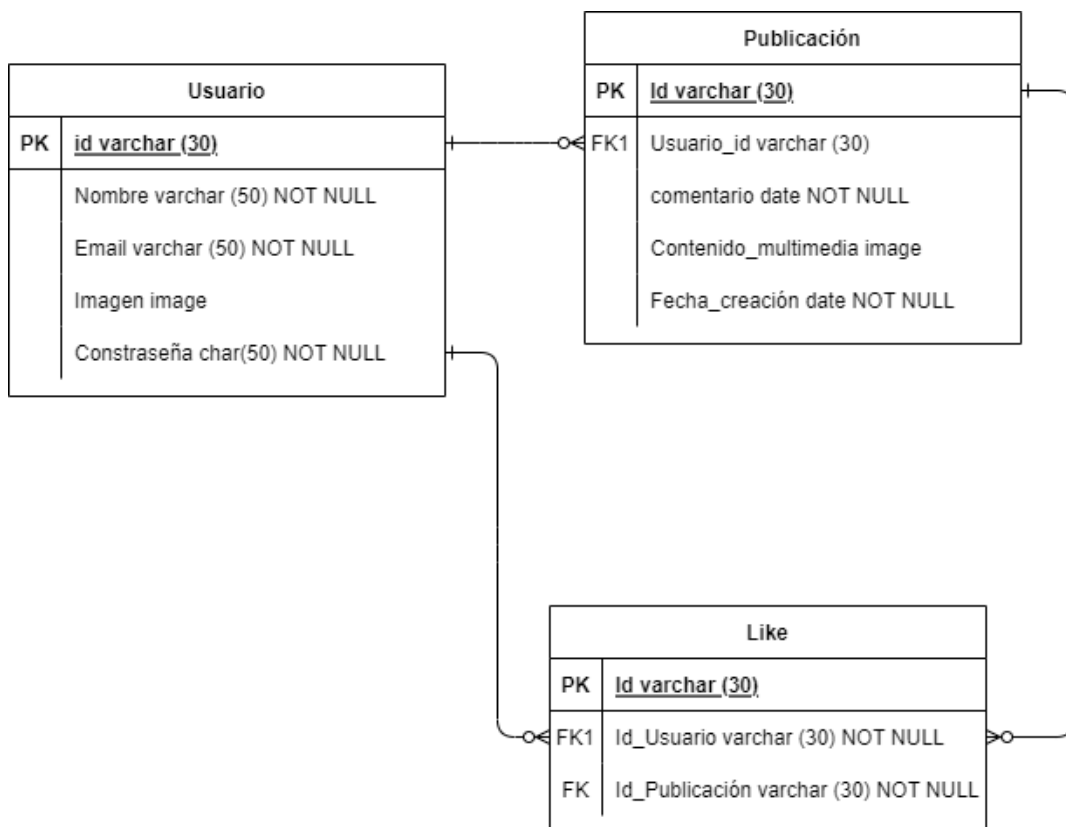 Usuario
PK id varchar (30)
Nombre varchar (50) NOT NULL
Email varchar (50) NOT NULL
Imagen image
Constraseña char(50) NOT NULL
Publicación
PK Id varchar (30)
FK1 Usuario_id varchar (30)
comentario date NOT NULL
Contenido_multimedia image
Fecha_creación date NOT NULL
Like
PK Id varchar (30)
FK1 Id_Usuario varchar (30) NOT NULL
FK Id_Publicación varchar (30) NOT NULL